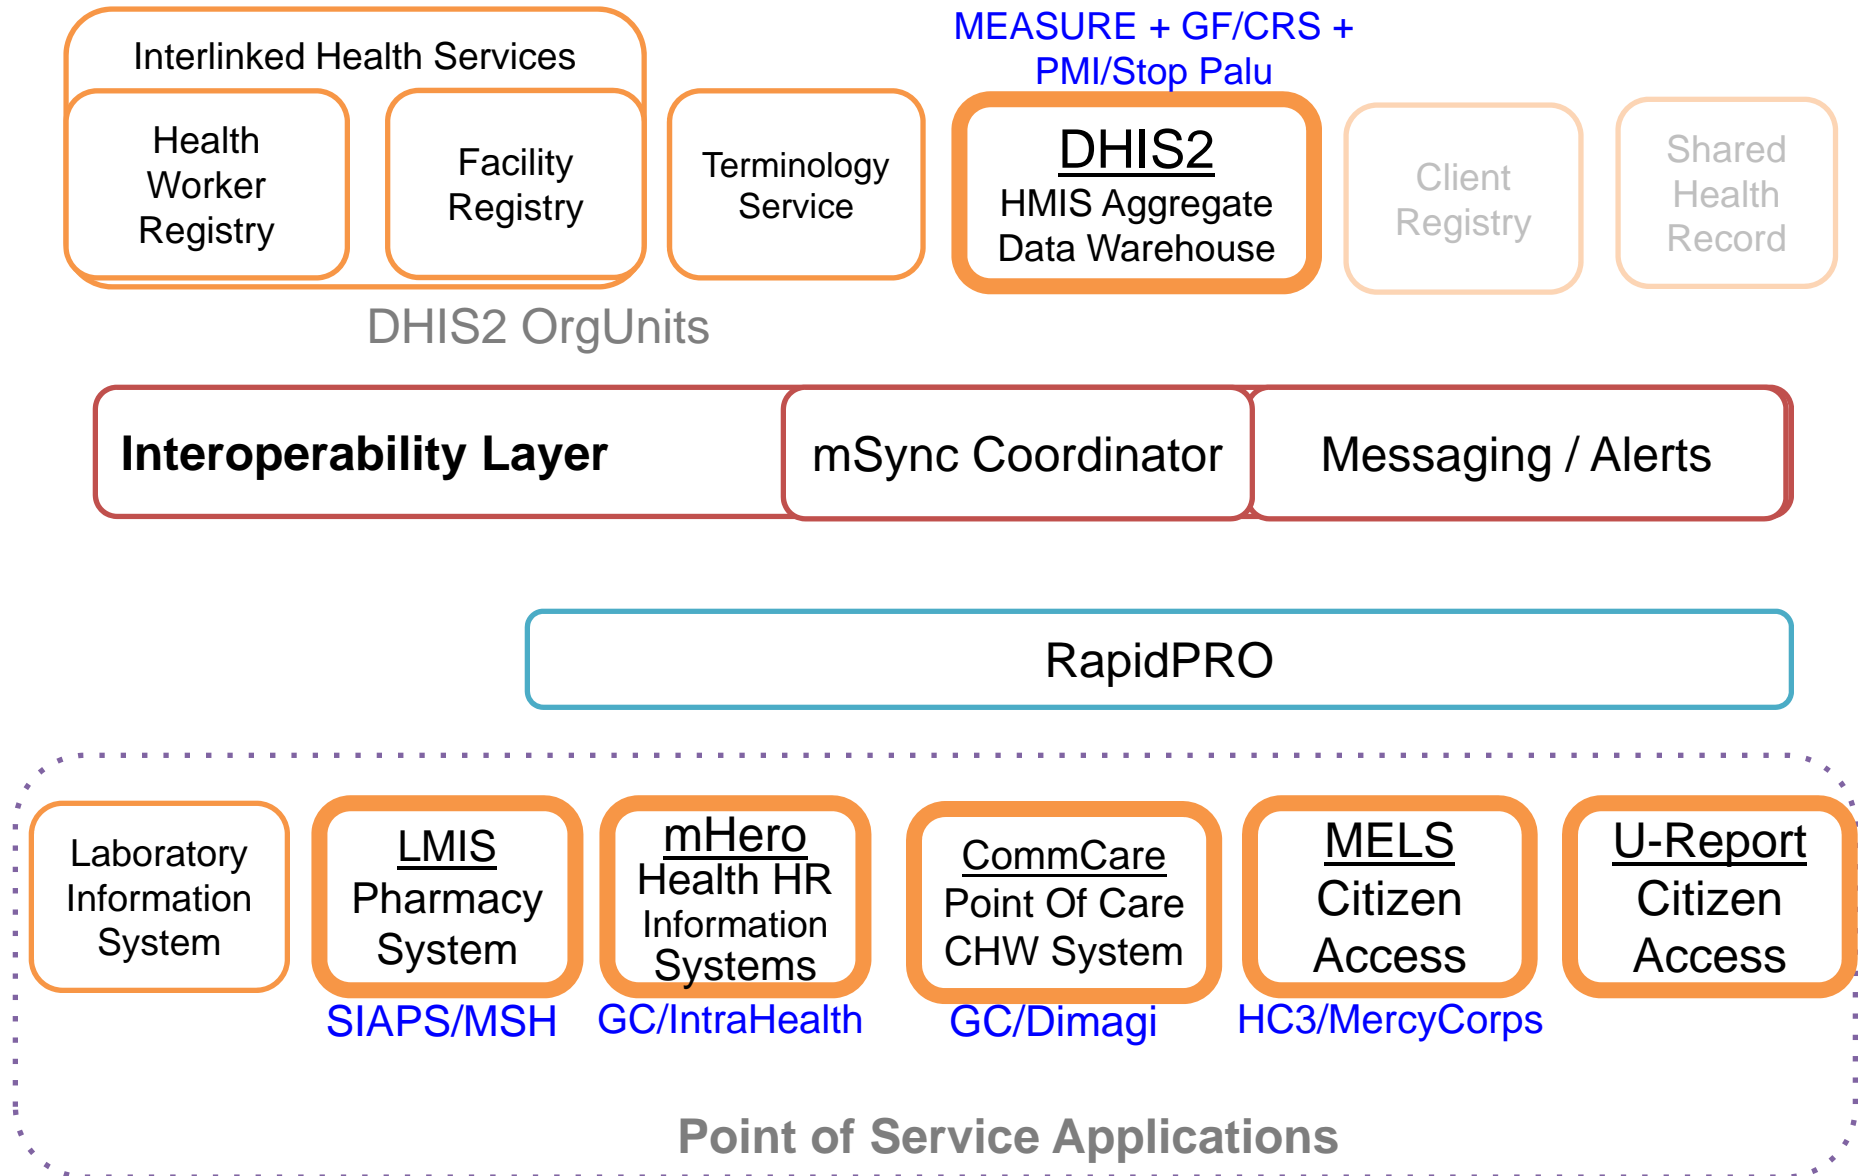 Interlinked Health Services
Health
Worker
Registry
Facility
Registry
Terminology
Service
MEASURE + GF/CRS +
PMI/Stop Palu
DHIS2
HMIS Aggregate
Data Warehouse
Client
Registry
Shared
Health
Record
DHIS2 OrgUnits
Interoperability Layer
mSync Coordinator
Messaging / Alerts
RapidPRO
Laboratory
Information
System
LMIS
Pharmacy
System
SIAPS/MSH
mHero
Health HR
Information
Systems
GC/IntraHealth
CommCare
Point Of Care
CHW System
GC/Dimagi
MELS
Citizen
Access
HC3/MercyCorps
U-Report
Citizen
Access
Point of Service Applications